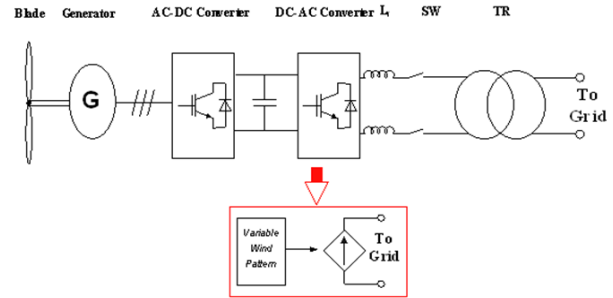 Blade Generator AC-DC Converter DC-AC Converter L SW TR
G
To
Grid
Variable
Wind
Pattern
To
Grid